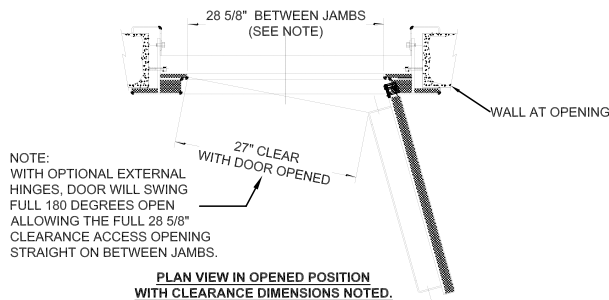 28 5/8" BETWEEN JAMBS
(SEE NOTE)
WALL AT OPENING
27" CLEAR
WITH DOOR OPENED
NOTE:
WITH OPTIONAL EXTERNAL
HINGES, DOOR WILL SWING
FULL 180 DEGREES OPEN
ALLOWING THE FULL 28 5/8"
CLEARANCE ACCESS OPENING
STRAIGHT ON BETWEEN JAMBS.
PLAN VIEW IN OPENED POSITION
WITH CLEARANCE DIMENSIONS NOTED.